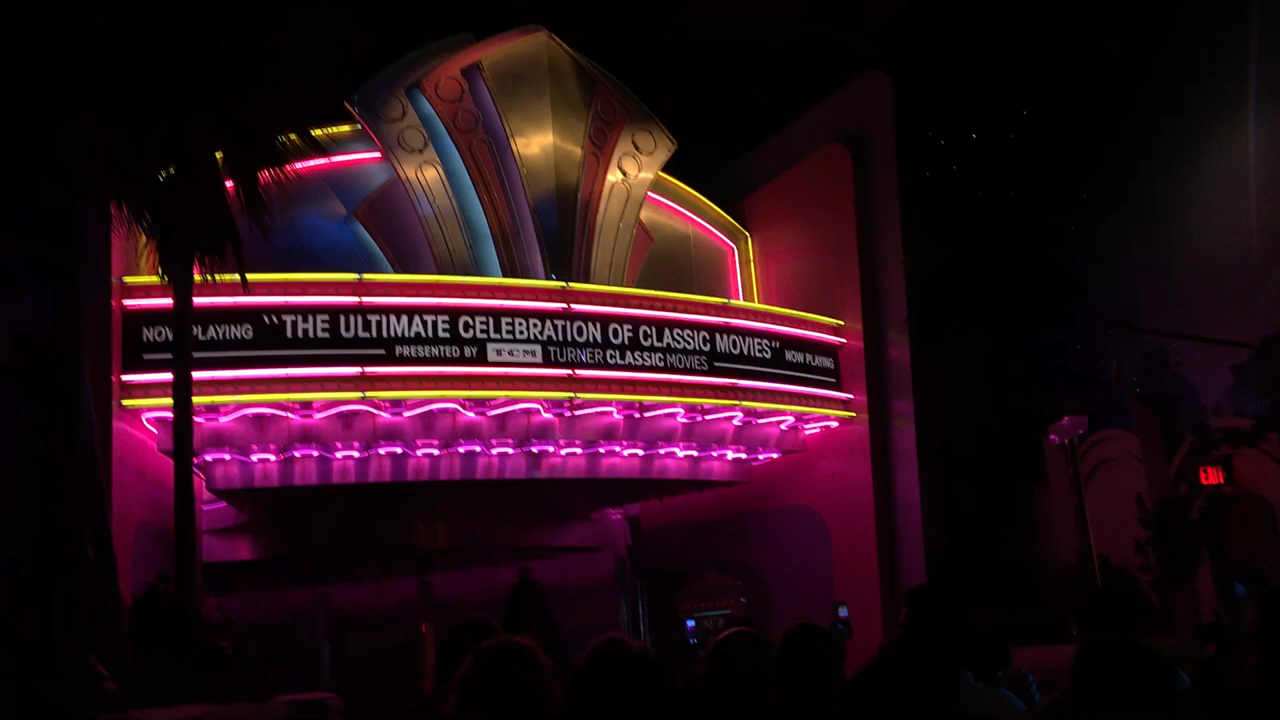 NOW PLAYING "THE ULTIMATE CELEBRATION OF CLASSIC MOVIES" NOW PLAYING
PRESENTED BY TCM TURNER CLASSIC MOVIES
EXIT